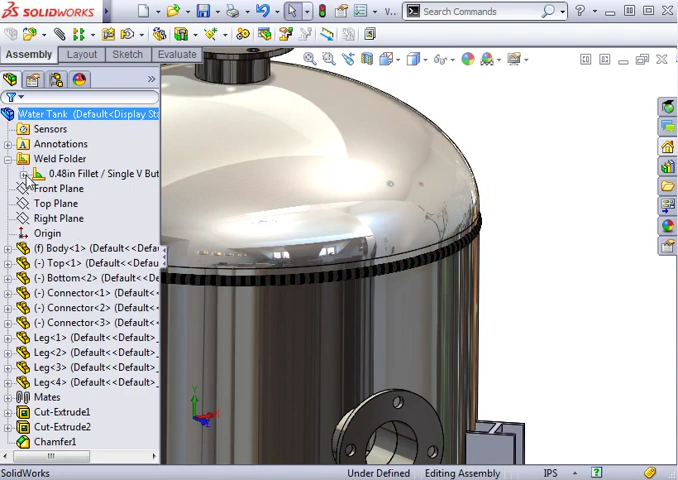 SOLIDWORKS
V..
Search Commands
Assembly
Layout
Sketch
Evaluate
Water Tank (Default<Display Sta
Sensors
Annotations
Weld Folder
0.48in Fillet / Single V But
Front Plane
Top Plane
Right Plane
Origin
(f) Body<1> (Default<<Defa
(-) Top<1> (Default<<Defau
(-) Bottom<2> (Default<<De
(-) Connector<1> (Default<<
(-) Connector<2> (Default<<
(-) Connector<3> (Default<<
Leg<1> (Default<<Default>_
Leg<2> (Default<<Default>_
Leg<3> (Default<<Default>_
Leg<4> (Default<<Default>_
Mates
Cut-Extrude1
Cut-Extrude2
Chamfer1
Y
X
SolidWorks
Under Defined
Editing Assembly
IPS